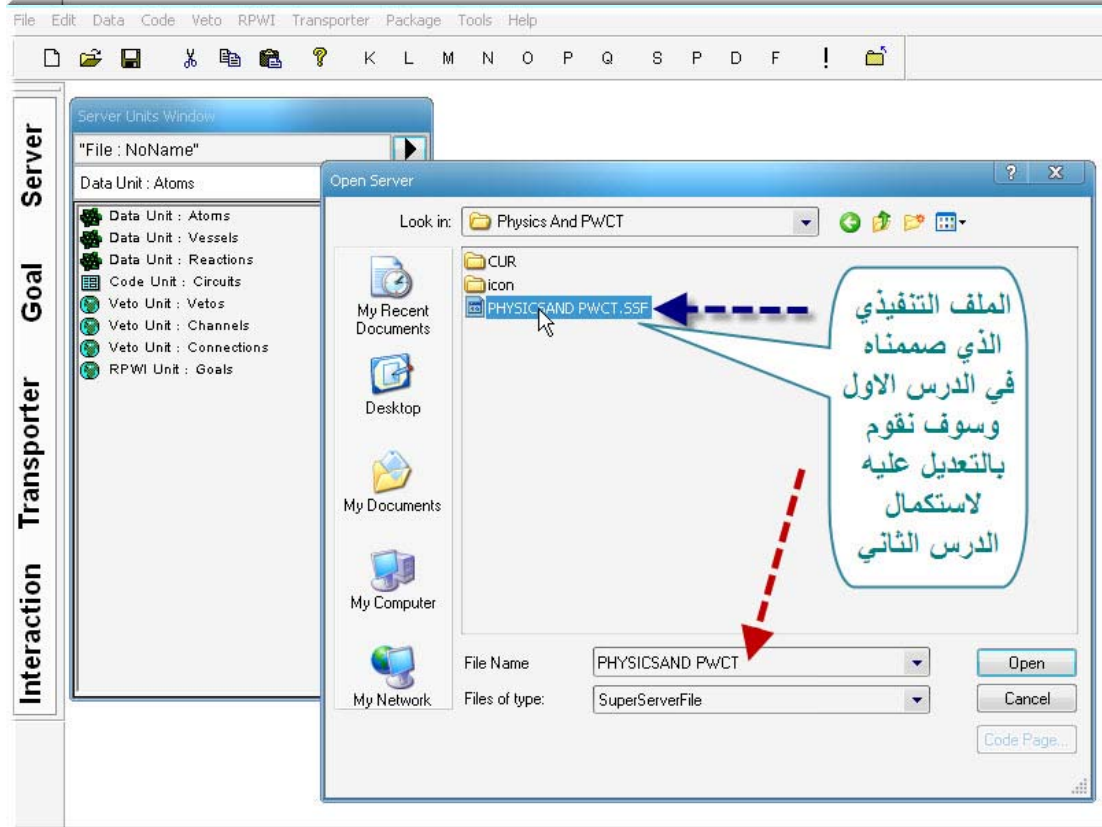 File Edit Data Code Veto RPWI Transporter Package Tools Help
K L M N O P Q S P D F !
Server
Goal
Transporter
Interaction
Server Units Window
"File : NoName"
Data Unit : Atoms
Data Unit : Atoms
Data Unit : Vessels
Data Unit : Reactions
Code Unit : Circuits
Veto Unit : Vetos
Veto Unit : Channels
Veto Unit : Connections
RPWI Unit : Goals
Open Server
Look in: Physics And PWCT
My Recent Documents
Desktop
My Documents
My Computer
My Network
CUR
icon
PHYSICSAND PWCT.SSF
الملف التنفيذي
الذي صممناه
في الدرس الاول
وسوف نقوم
بالتعديل عليه
لاستكمال
الدرس الثاني
File Name PHYSICSAND PWCT Open
Files of type: SuperServerFile Cancel
Code Page...